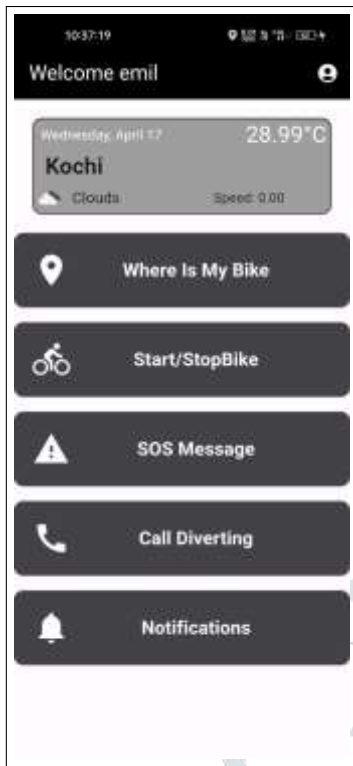 10:37:19
Welcome emil
Wednesday, April 17
28.99°C
Kochi
Clouds
Speed: 0.00
Where Is My Bike
Start/StopBike
SOS Message
Call Diverting
Notifications